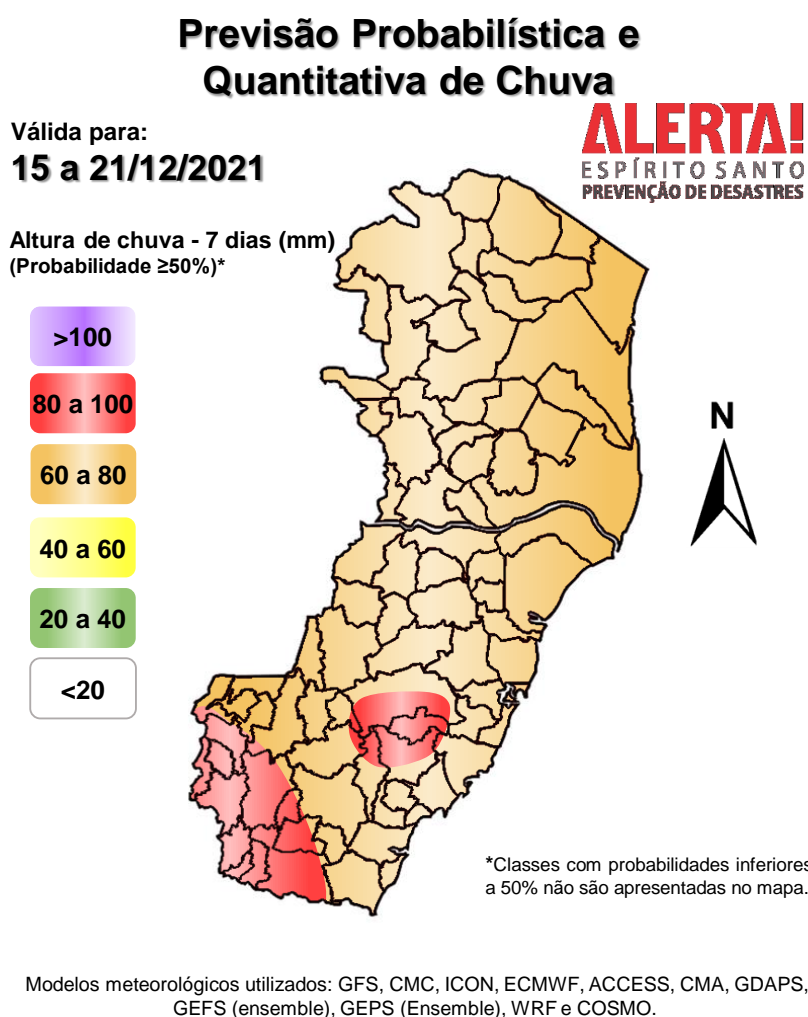 Previsão Probabilística e
Quantitativa de Chuva
Válida para:
15 a 21/12/2021
ALERTA!
ESPÍRITO SANTO
PREVENÇÃO DE DESASTRES
Altura de chuva - 7 dias (mm)
(Probabilidade ≥50%)*
>100
80 a 100
60 a 80
40 a 60
20 a 40
<20
N
*Classes com probabilidades inferiores
a 50% não são apresentadas no mapa.
Modelos meteorológicos utilizados: GFS, CMC, ICON, ECMWF, ACCESS, CMA, GDAPS,
GEFS (ensemble), GEPS (Ensemble), WRF e COSMO.